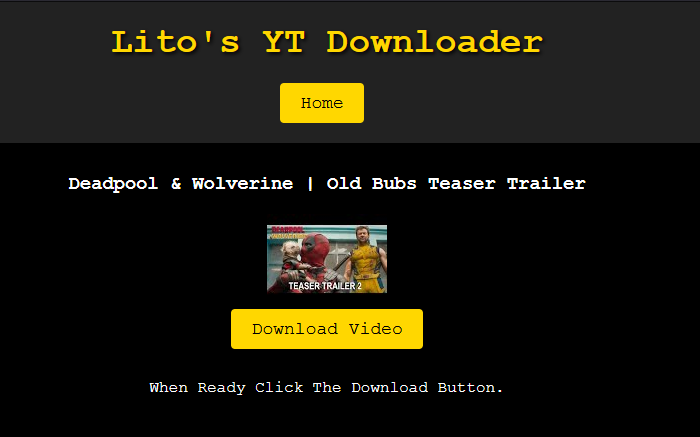 Lito's YT Downloader
Home
Deadpool & Wolverine | Old Bubs Teaser Trailer
DEADPOOL
TEASER TRAILER 2
Download Video
When Ready Click The Download Button.